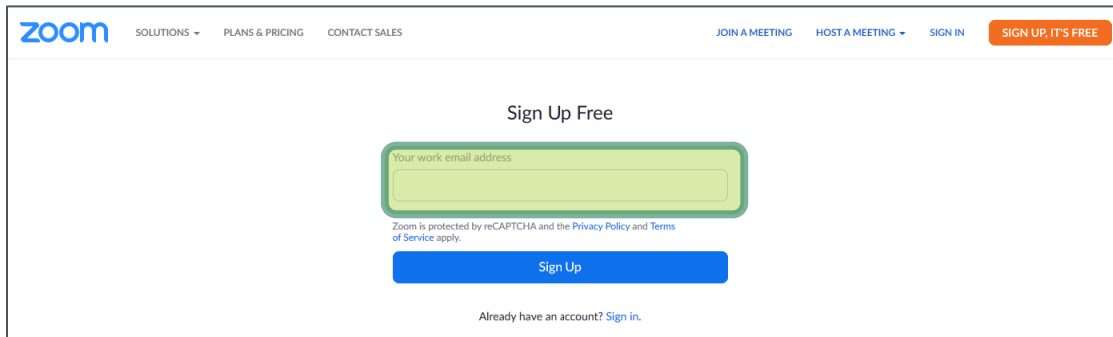 zoom SOLUTIONS PLANS & PRICING CONTACT SALES JOIN A MEETING HOST A MEETING SIGN IN SIGN UP, IT'S FREE
Sign Up Free
Your work email address
Zoom is protected by reCAPTCHA and the Privacy Policy and Terms
of Service apply.
Sign Up
Already have an account? Sign in.